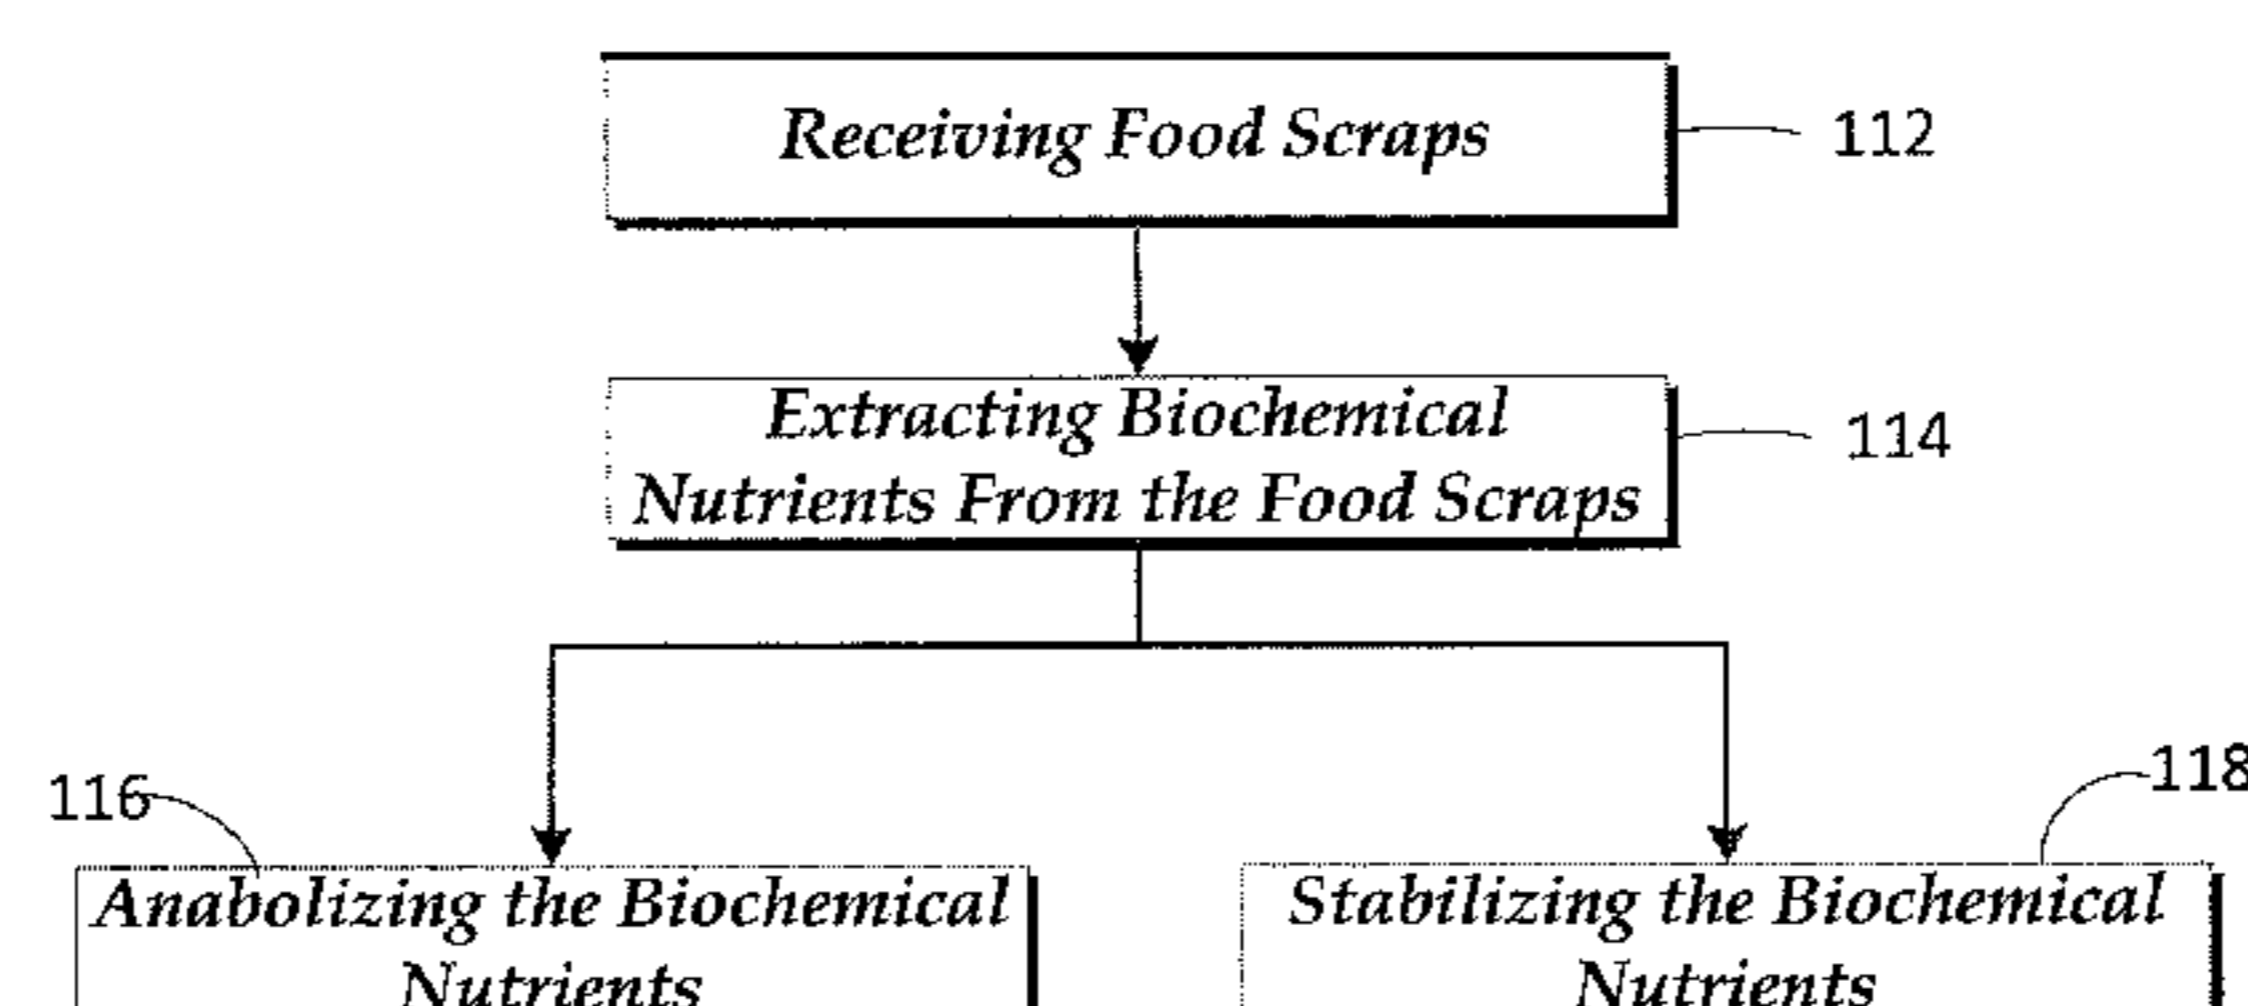 Receiving Food Scraps
112
Extracting Biochemical
Nutrients From the Food Scraps
114
116
118
Anabolizing the Biochemical
Nutrients
Stabilizing the Biochemical
Nutrients